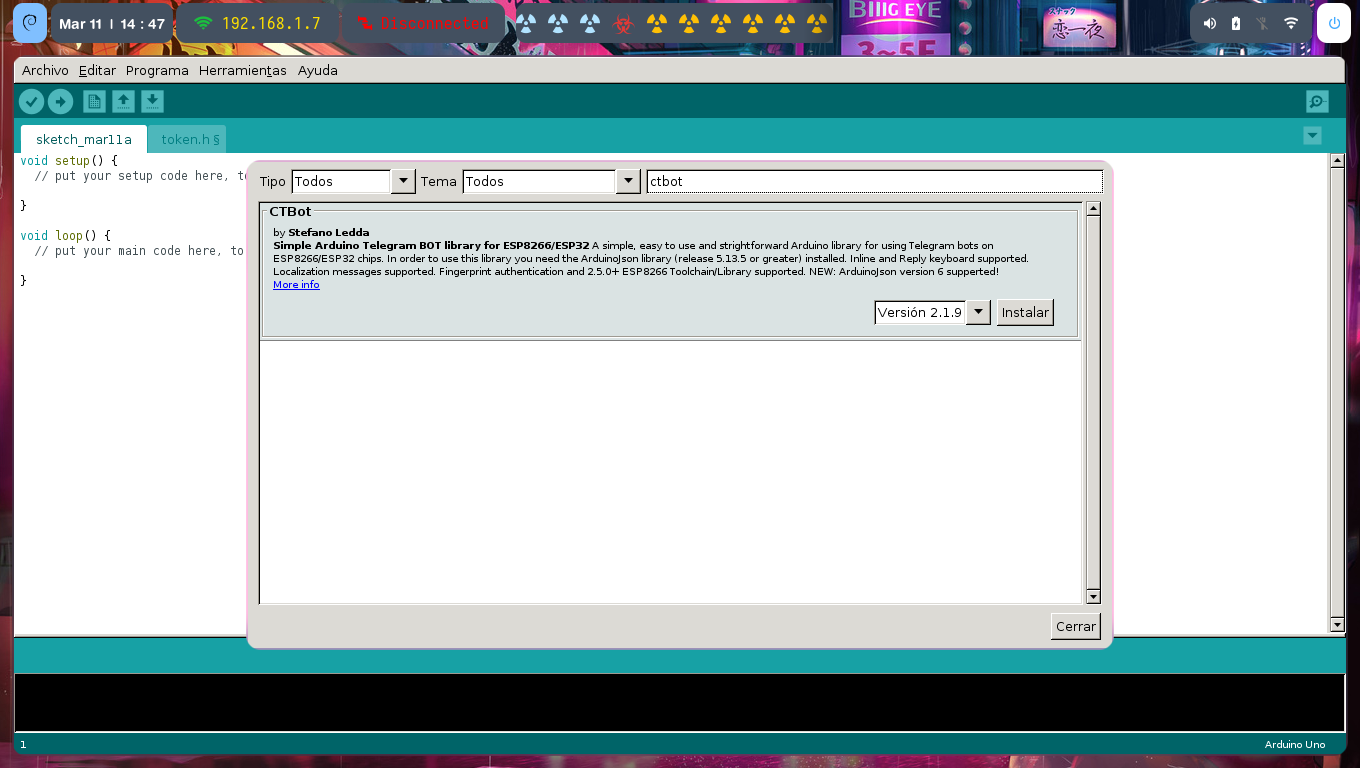 Mar 11 | 14 : 47
192.168.1.7
Disconnected
BIIIG EYE
3~5F
スナック
恋一夜
Archivo Editar Programa Herramientas Ayuda
sketch_mar11a token.h §
void setup() {
// put your setup code here, to
}
void loop() {
// put your main code here, to
}
Tipo Todos Tema Todos ctbot
CTBot
by Stefano Ledda
Simple Arduino Telegram BOT library for ESP8266/ESP32 A simple, easy to use and strightforward Arduino library for using Telegram bots on
ESP8266/ESP32 chips. In order to use this library you need the ArduinoJson library (release 5.13.5 or greater) installed. Inline and Reply keyboard supported.
Localization messages supported. Fingerprint authentication and 2.5.0+ ESP8266 Toolchain/Library supported. NEW: ArduinoJson version 6 supperted!
More info
Versión 2.1.9 Instalar
Cerrar
1 Arduino Uno